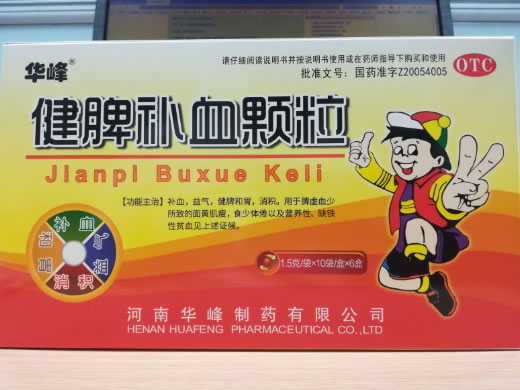 华峰
请仔细阅读说明书并按说明书使用或在药师指导下购买和使用
批准文号：国药准字Z20054005
OTC
健脾补血颗粒
Jianpi Buxue Keli
【功能主治】补血，益气，健脾和胃，消积。用于脾虚血少
所致的面黄肌瘦，食少体倦以及营养性、缺铁
性贫血见上述证候。
补血
消积
1.5克/袋×10袋/盒×6盒
河南华峰制药有限公司
HENAN HUAFENG PHARMACEUTICAL CO.,LTD